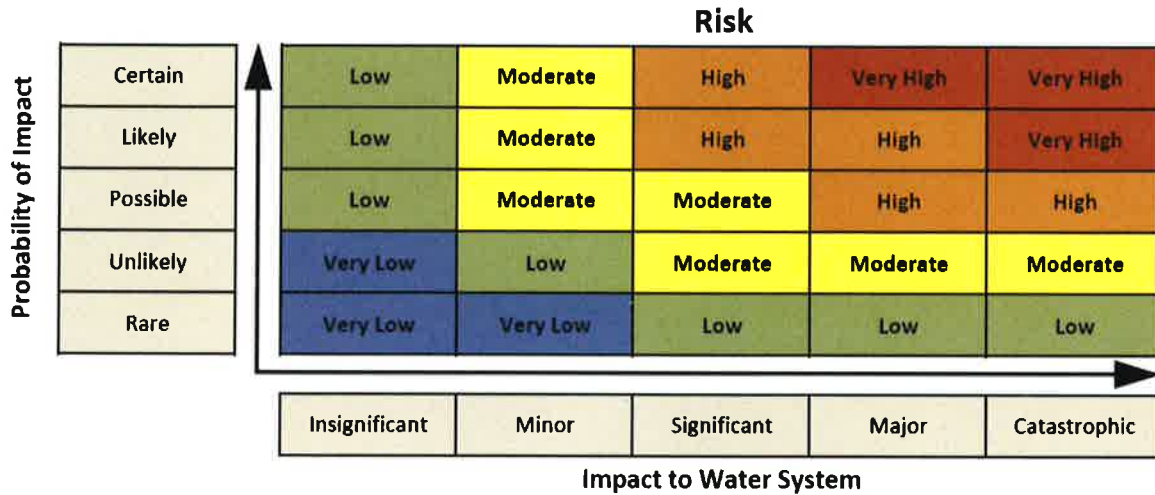 Risk
Probability of Impact
Certain Low Moderate High Very High Very High
Likely Low Moderate High High Very High
Possible Low Moderate Moderate High High
Unlikely Very Low Low Moderate Moderate Moderate
Rare Very Low Very Low Low Low Low
Insignificant Minor Significant Major Catastrophic
Impact to Water System